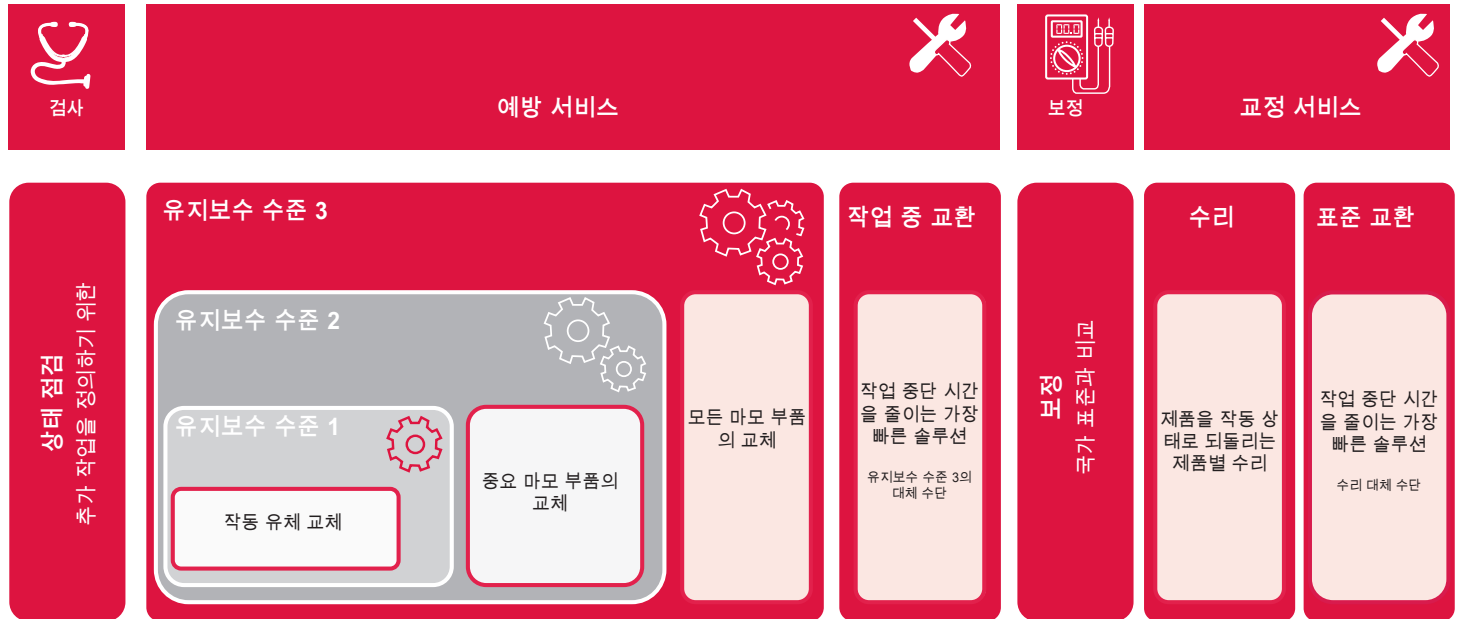 검사
예방 서비스
00.0
보정
교정 서비스
상태 점검
추가 작업을 정의하기 위한
유지보수 수준 3
유지보수 수준 2
유지보수 수준 1
작동 유체 교체
중요 마모 부품의
교체
모든 마모 부품
의 교체
작업 중 교환
작업 중단 시간
을 줄이는 가장
빠른 솔루션
유지보수 수준 3의
대체 수단
보정
국가 표준과 비교
수리
제품을 작동 상
태로 되돌리는
제품별 수리
표준 교환
작업 중단 시간
을 줄이는 가장
빠른 솔루션
수리 대체 수단